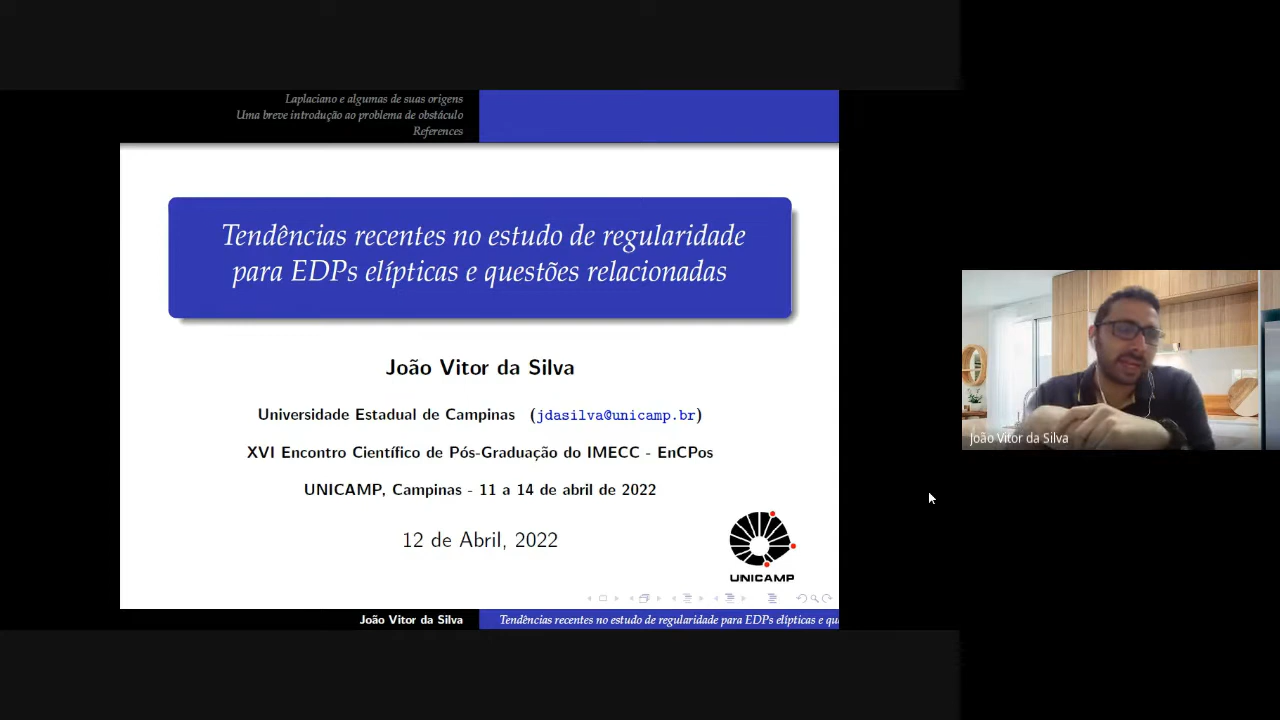 Laplaciano e algumas de suas origens
Uma breve introdução ao problema de obstáculo
References
Tendências recentes no estudo de regularidade
para EDPs elípticas e questões relacionadas
João Vitor da Silva
Universidade Estadual de Campinas (jdasilva@unicamp.br)
XVI Encontro Científico de Pós-Graduação do IMECC - EnCPos
UNICAMP, Campinas - 11 a 14 de abril de 2022
12 de Abril, 2022
UNICAMP
João Vitor da Silva
Tendências recentes no estudo de regularidade para EDPs elípticas e qu
João Vitor da Silva